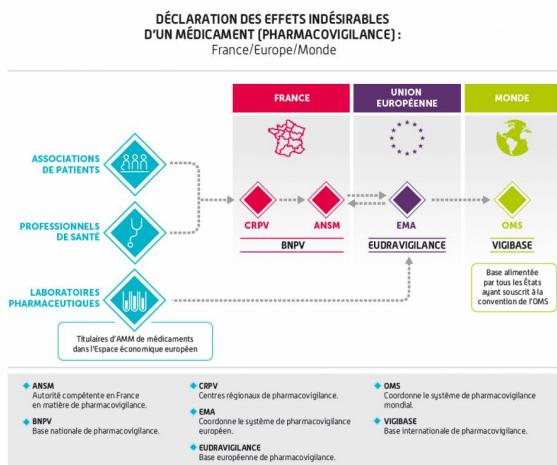 DÉCLARATION DES EFFETS INDÉSIRABLES
D'UN MÉDICAMENT (PHARMACOVIGILANCE) :
France/Europe/Monde
FRANCE
UNION
EUROPÉENNE
MONDE
ASSOCIATIONS
DE PATIENTS
PROFESSIONNELS
DE SANTÉ
LABORATOIRES
PHARMACEUTIQUES
CRPV
ANSM
EMA
OMS
BNPV
EUDRAVIGILANCE
VIGIBASE
Base alimentée
par tous les États
ayant souscrit à la
convention de l'OMS
Titulaires d'AMM de médicaments
dans l'Espace économique européen
ANSM
Autorité compétente en France
en matière de pharmacovigilance.
BNPV
Base nationale de pharmacovigilance.
CRPV
Centres régionaux de pharmacovigilance.
EMA
Coordonne le système de pharmacovigilance
européen.
EUDRAVIGILANCE
Base européenne de pharmacovigilance.
OMS
Coordonne le système de pharmacovigilance
mondial.
VIGIBASE
Base internationale de pharmacovigilance.